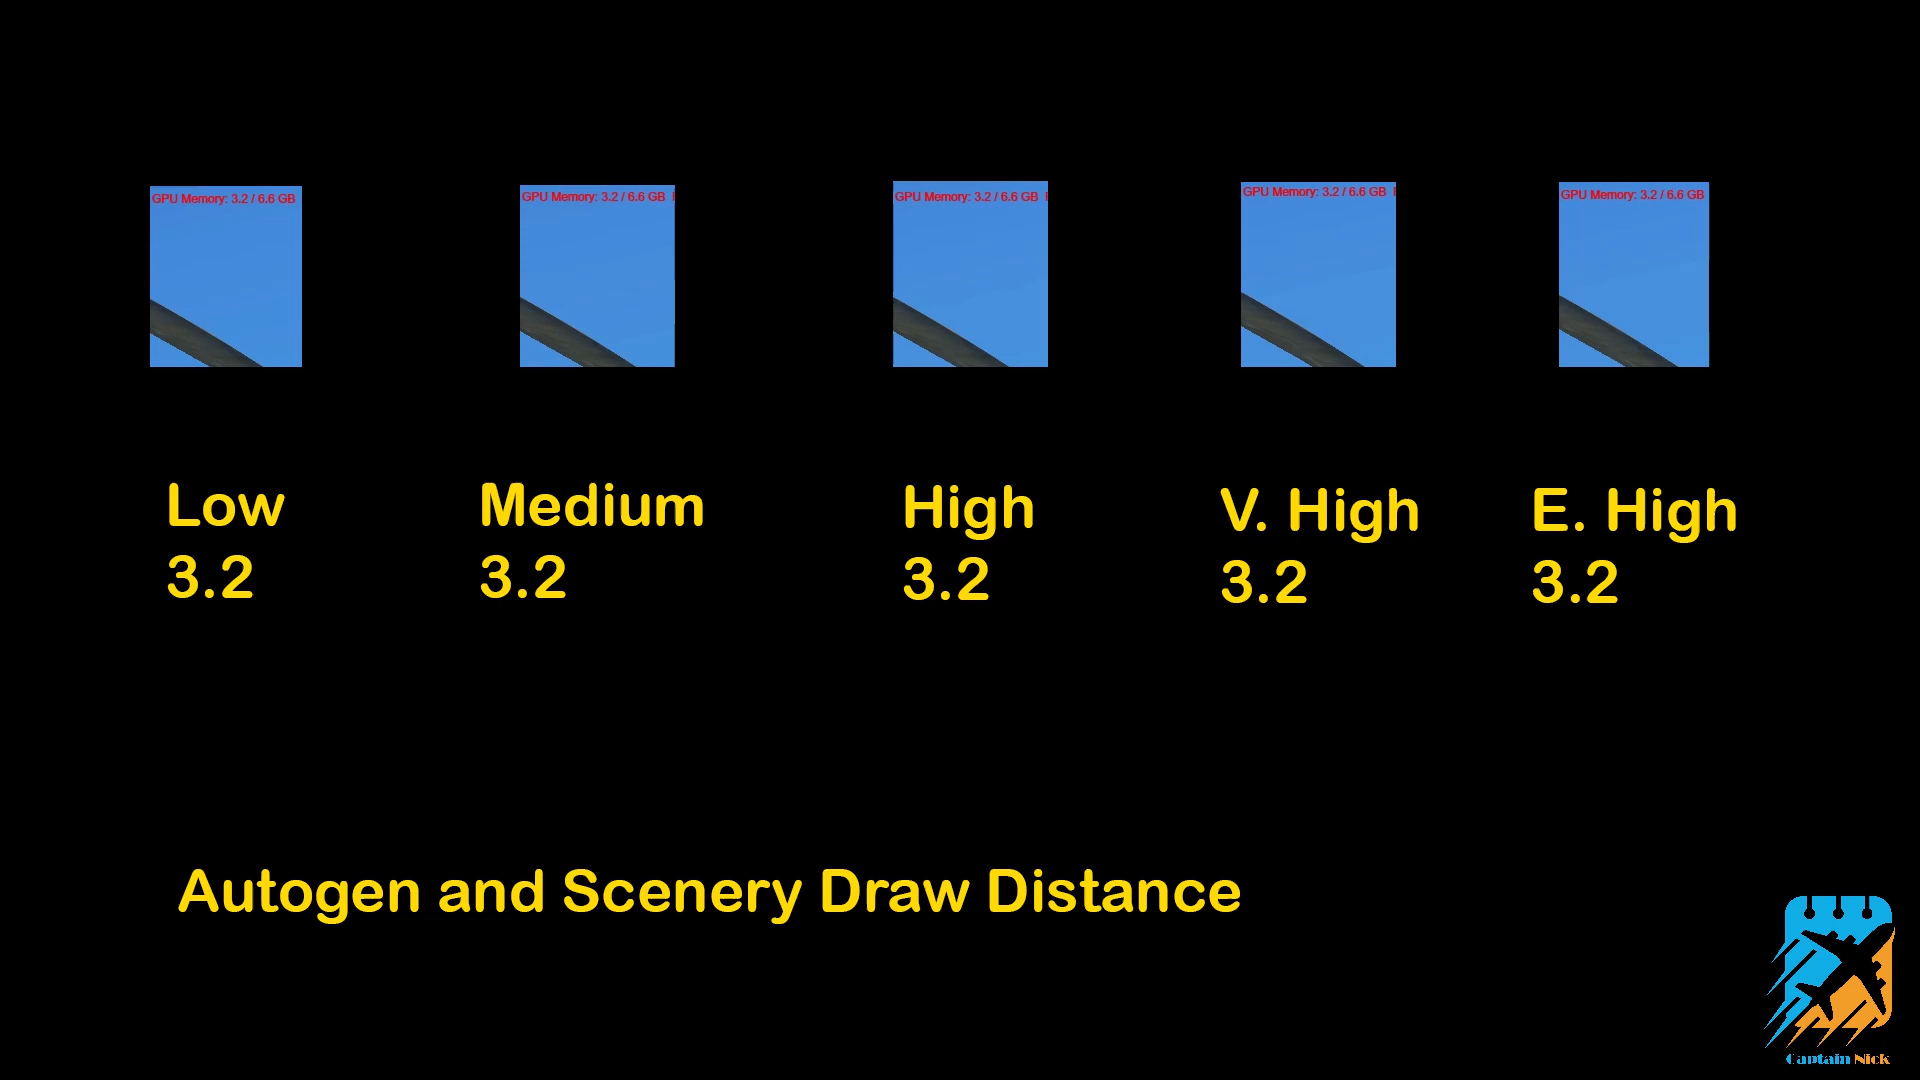 GPU Memory: 3.2 / 6.6 GB
GPU Memory: 3.2 / 6.6 GB
GPU Memory: 3.2 / 6.6 GB
GPU Memory: 3.2 / 6.6 GB
GPU Memory: 3.2 / 6.6 GB
Low
3.2
Medium
3.2
High
3.2
V. High
3.2
E. High
3.2
Autogen and Scenery Draw Distance
Captain Nick